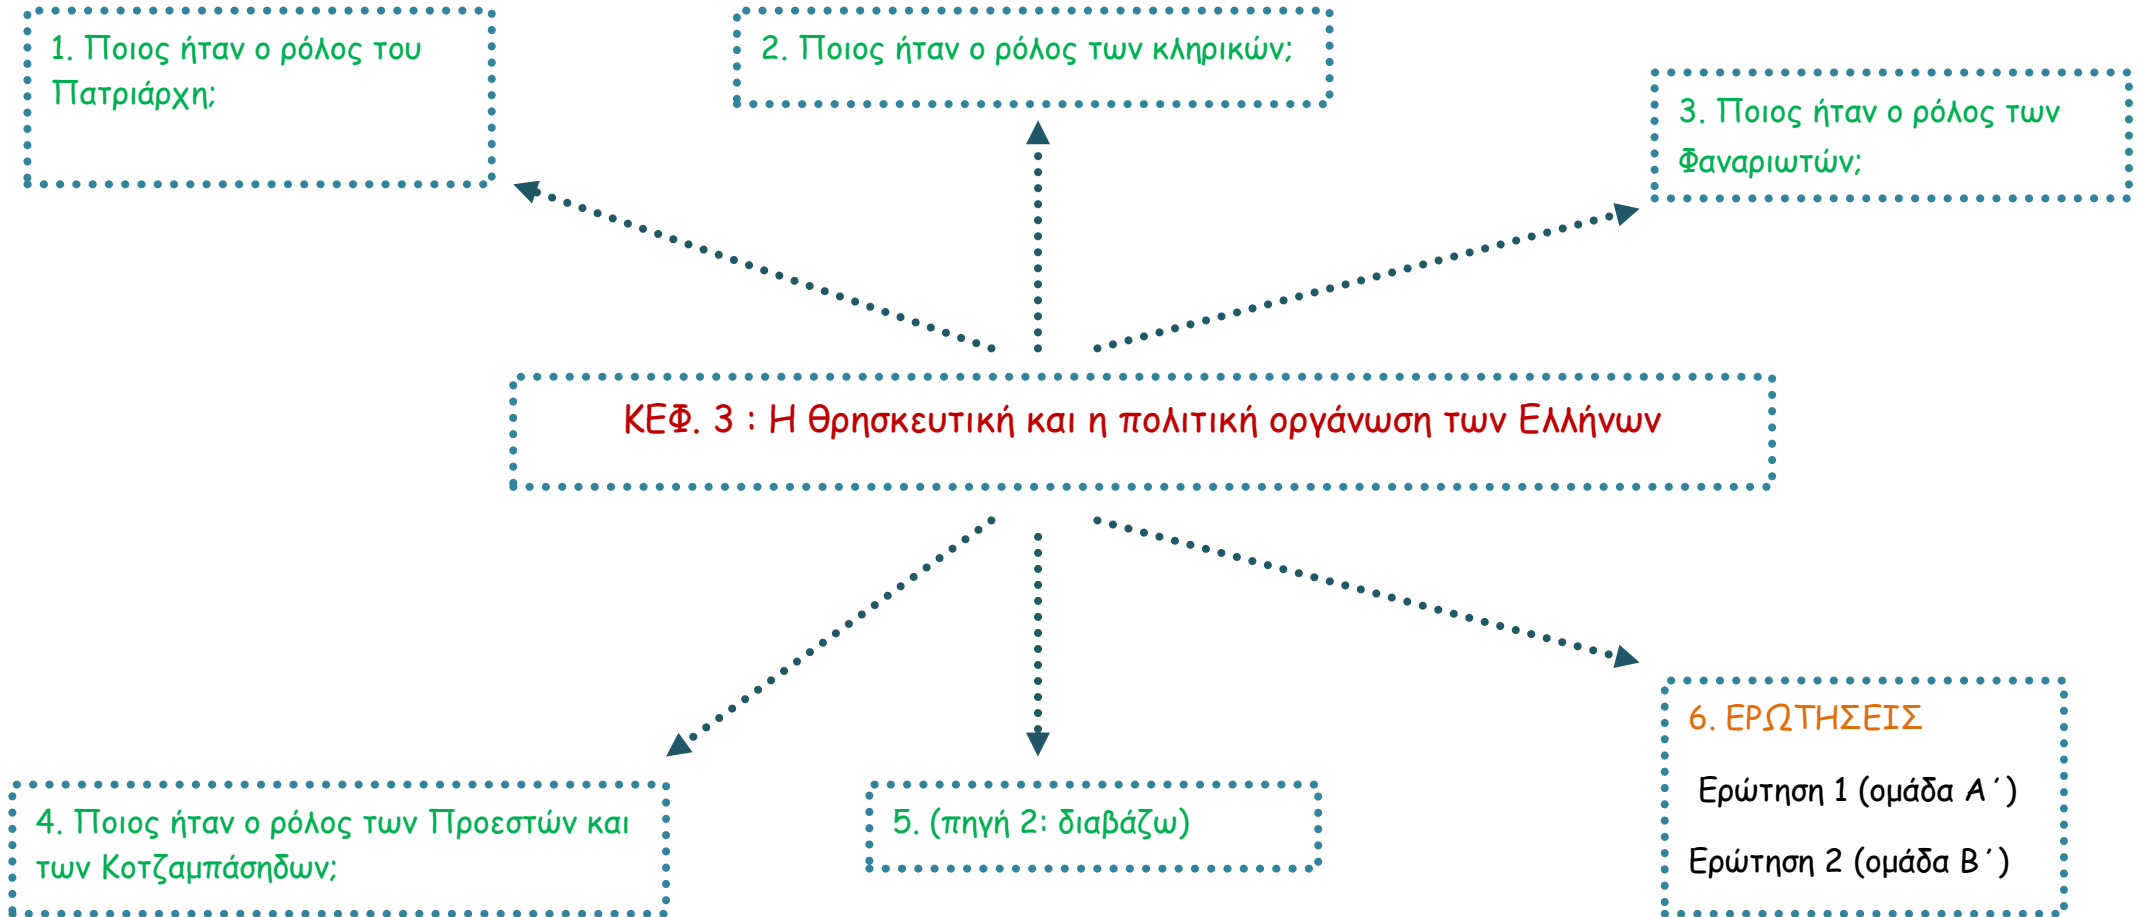 1. Ποιος ήταν ο ρόλος του
Πατριάρχη;
2. Ποιος ήταν ο ρόλος των κληρικών;
3. Ποιος ήταν ο ρόλος των
Φαναριωτών;
ΚΕΦ. 3 : Η θρησκευτική και η πολιτική οργάνωση των Ελλήνων
4. Ποιος ήταν ο ρόλος των Προεστών και
των Κοτζαμπάσηδων;
5. (πηγή 2: διαβάζω)
6. ΕΡΩΤΗΣΕΙΣ
Ερώτηση 1 (ομάδα Α΄)
Ερώτηση 2 (ομάδα Β΄)